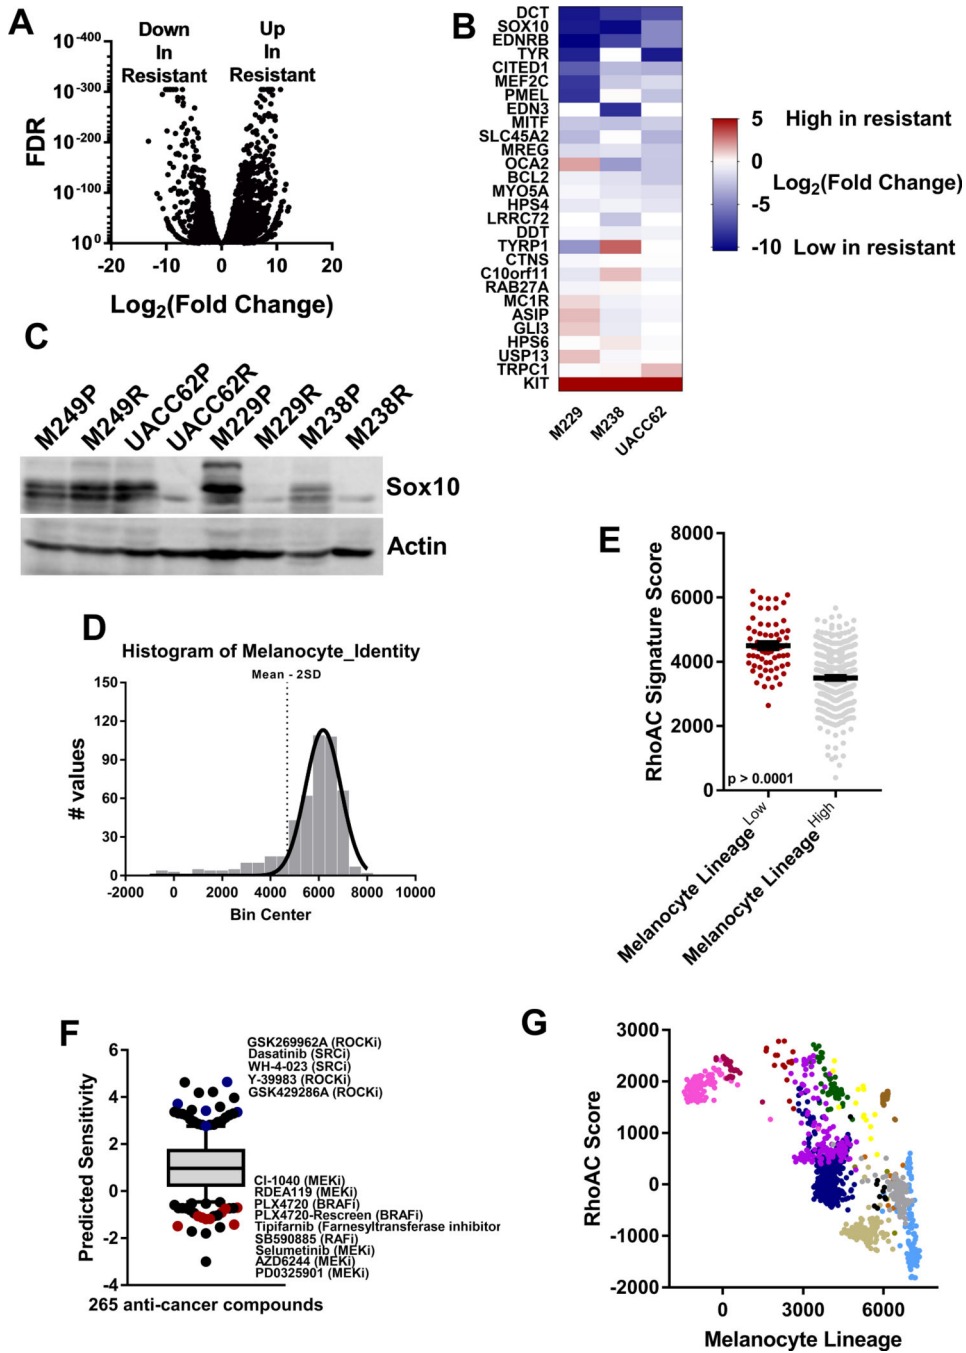 A
Down
In
Resistant
Up
In
Resistant
FDR
10^-400
10^-300
10^-200
10^-100
10^0
-20
-10
0
10
20
Log2(Fold Change)
B
DCT
SOX10
EDNRB
TYR
CITED1
MEF2C
PMEL
EDN3
MITF
SLC45A2
MREG
OCA2
BCL2
MYO5A
HPS4
LRRC72
DDT
TYRP1
CTNS
C10orf11
RAB27A
MC1R
ASIP
GLI3
HPS6
USP13
TRPC1
KIT
M229
M238
UACC62
5
0
-5
-10
High in resistant
Log2(Fold Change)
Low in resistant
C
M249P
M249R
UACC62P
UACC62R
M229P
M229R
M238P
M238R
Sox10
Actin
D
Histogram of Melanocyte_Identity
Mean - 2SD
# values
150
120
90
60
30
0
-2000
0
2000
4000
6000
8000
10000
Bin Center
E
RhoAC Signature Score
8000
6000
4000
2000
0
p > 0.0001
Melanocyte Lineage Low
Melanocyte Lineage High
F
Predicted Sensitivity
6
4
2
0
-2
-4
GSK269962A (ROCKi)
Dasatinib (SRCi)
WH-4-023 (SRCi)
Y-39983 (ROCKi)
GSK429286A (ROCKi)
CI-1040 (MEKi)
RDEA119 (MEKi)
PLX4720 (BRAFi)
PLX4720-Rescreen (BRAFi)
Tipifarnib (Farnesyltransferase inhibitor
SB590885 (RAFi)
Selumetinib (MEKi)
AZD6244 (MEKi)
PD0325901 (MEKi)
265 anti-cancer compounds
G
RhoAC Score
3000
2000
1000
0
-1000
-2000
0
3000
6000
Melanocyte Lineage